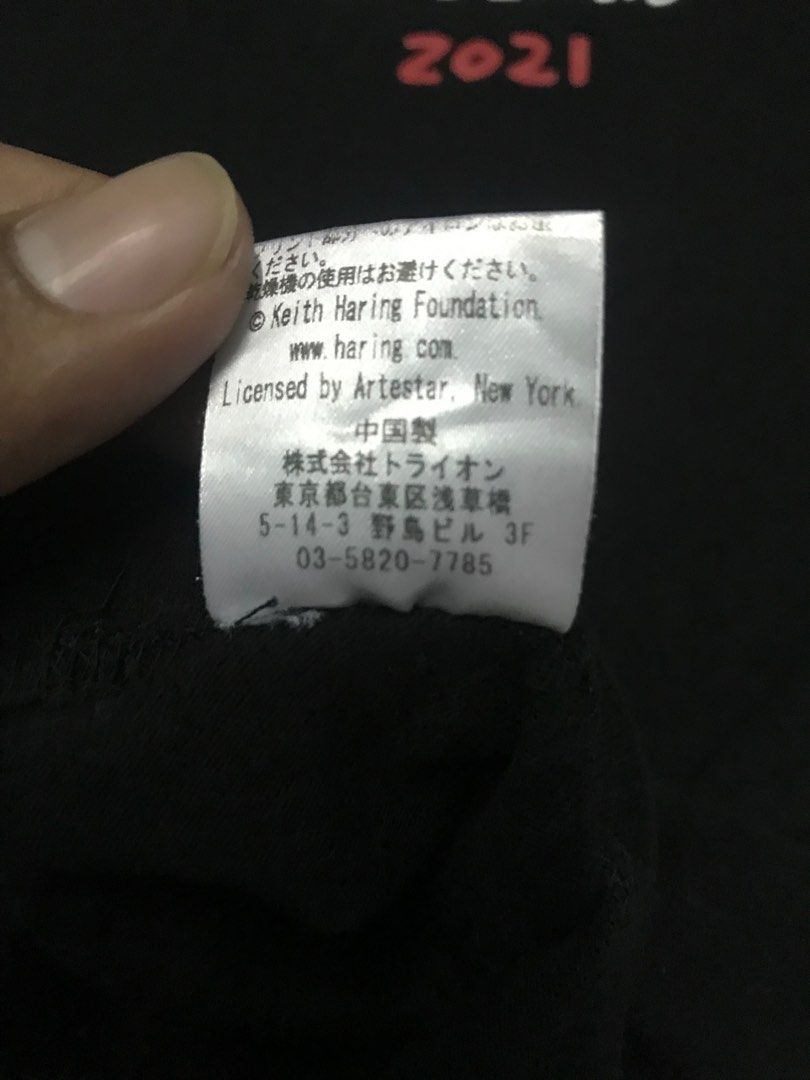 2021
ください。
乾燥機の使用はお避けください。
© Keith Haring Foundation.
www.haring.com.
Licensed by Artestar, New York.
中国製
株式会社トライオン
東京都台東区浅草橋
5-14-3 野島ビル 3F
03-5820-7785